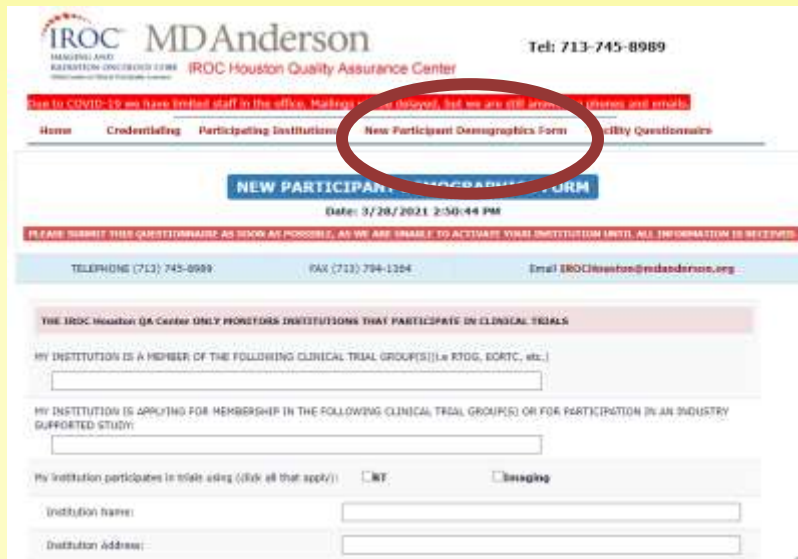 IROC MD Anderson
IMAGING AND
RADIATION ONCOLOGY CORE
IROC Houston Quality Assurance Center
Tel: 713-745-8989
Due to COVID-19 we have limited staff in the office. Mailings delayed, but we are still phones and emails.
Home Credentialing Participating Institutions New Participant Demographics Form Facility Questionnaire
NEW PARTICIPANT DEMOGRAPHICS FORM
Date: 3/28/2021 2:50:44 PM
PLEASE SUBMIT THIS QUESTIONNAIRE AS SOON AS POSSIBLE, AS WE ARE UNABLE TO ACTIVATE YOUR INSTITUTION UNTIL ALL INFORMATION IS RECEIVED
TELEPHONE (713) 745-8989 FAX (713) 794-1364 Email IROCHouston@mdanderson.org
THE IROC Houston QA Center ONLY MONITORS INSTITUTIONS THAT PARTICIPATE IN CLINICAL TRIALS
MY INSTITUTION IS A MEMBER OF THE FOLLOWING CLINICAL TRIAL GROUP(S)(i.e RTOG, EORTC, etc.)
MY INSTITUTION IS APPLYING FOR MEMBERSHIP IN THE FOLLOWING CLINICAL TRIAL GROUP(S) OR FOR PARTICIPATION IN AN INDUSTRY
SUPPORTED STUDY:
My institution participates in trials using (click all that apply): RT Imaging
Institution Name:
Institution Address: